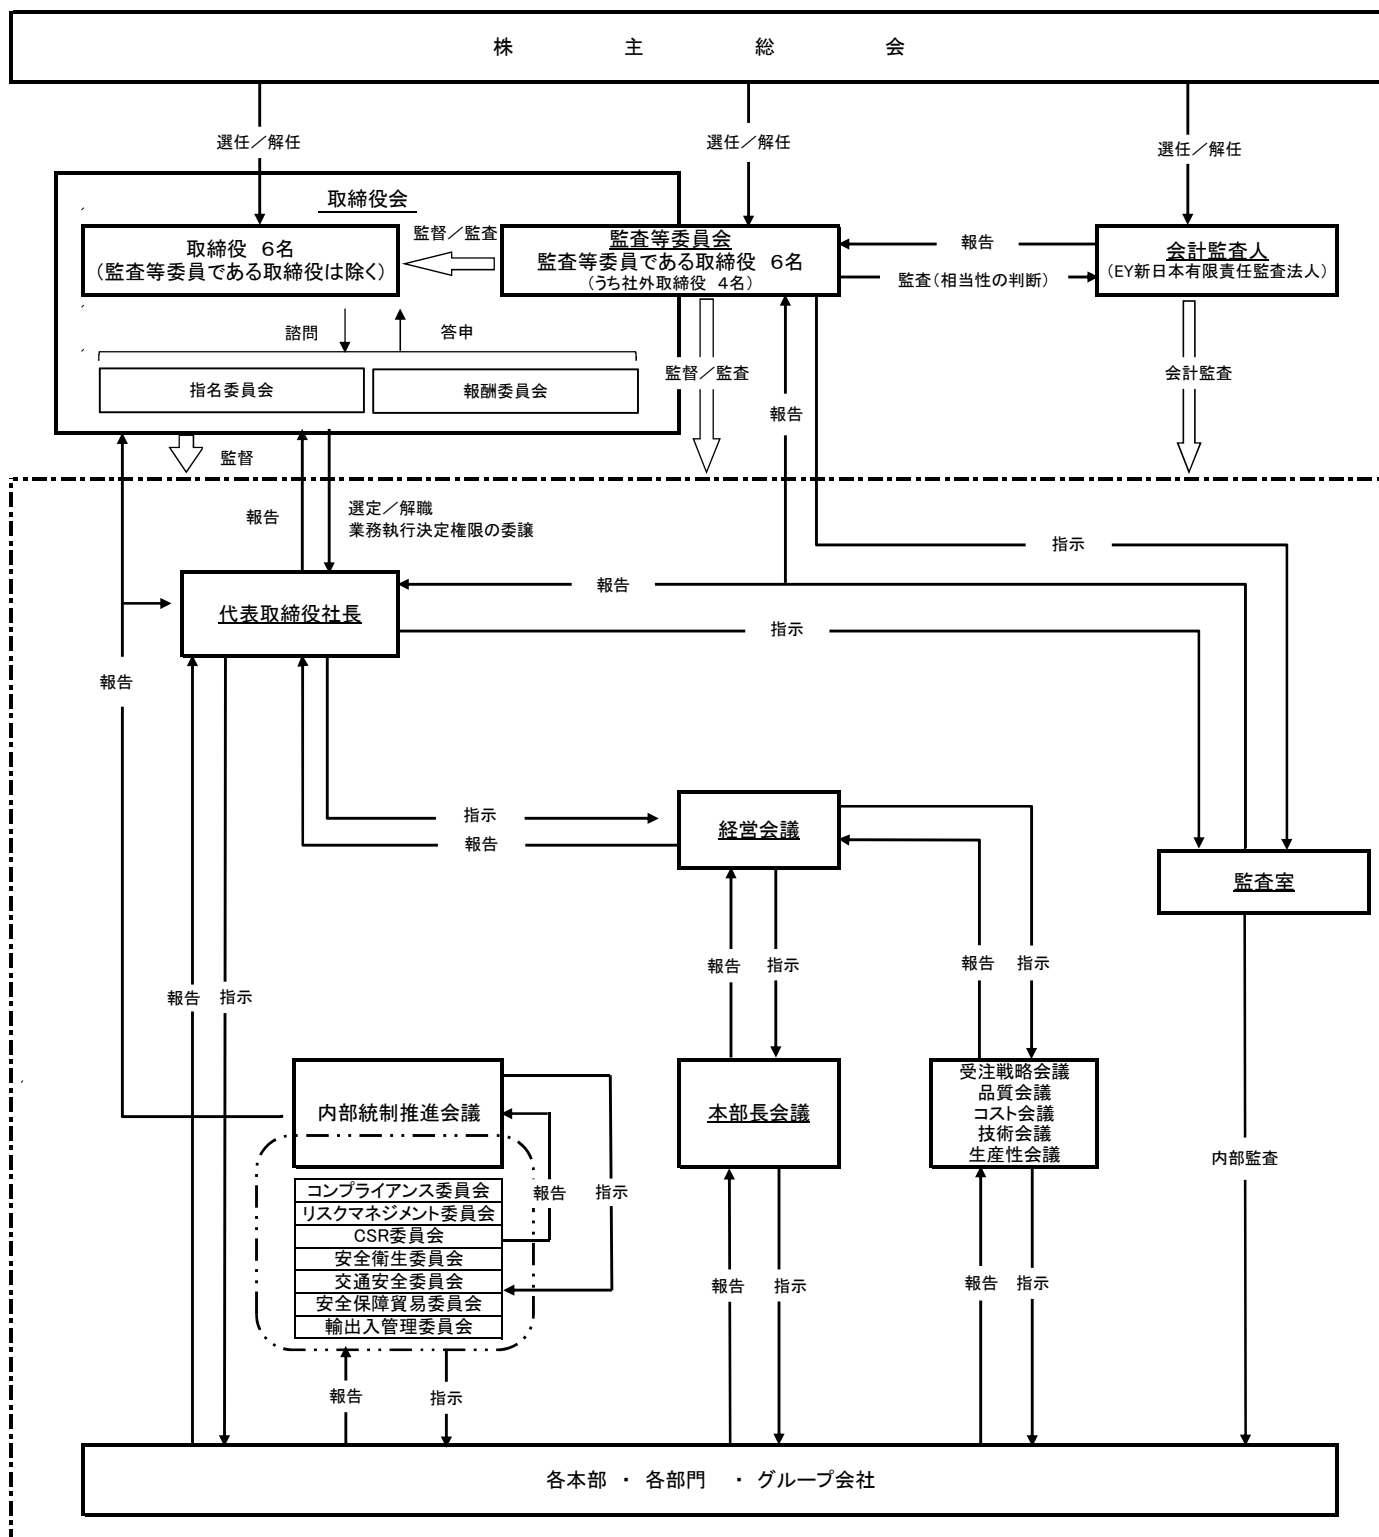 株主総会
選任／解任
選任／解任
選任／解任
取締役会
取締役　６名
（監査等委員である取締役は除く）
監督／監査
監査等委員会
監査等委員である取締役　６名
（うち社外取締役　４名）
報告
監査（相当性の判断）
会計監査人
（EY新日本有限責任監査法人）
諮問
答申
指名委員会
報酬委員会
監督／監査
報告
会計監査
監督
報告
選定／解職
業務執行決定権限の委譲
指示
報告
代表取締役社長
指示
報告
指示
報告
経営会議
監査室
報告
指示
報告
指示
報告
指示
内部統制推進会議
本部長会議
受注戦略会議
品質会議
コスト会議
技術会議
生産性会議
内部監査
コンプライアンス委員会
リスクマネジメント委員会
CSR委員会
安全衛生委員会
交通安全委員会
安全保障貿易委員会
輸出入管理委員会
報告
指示
報告
指示
報告
指示
報告
指示
各本部　・　各部門　・　グループ会社